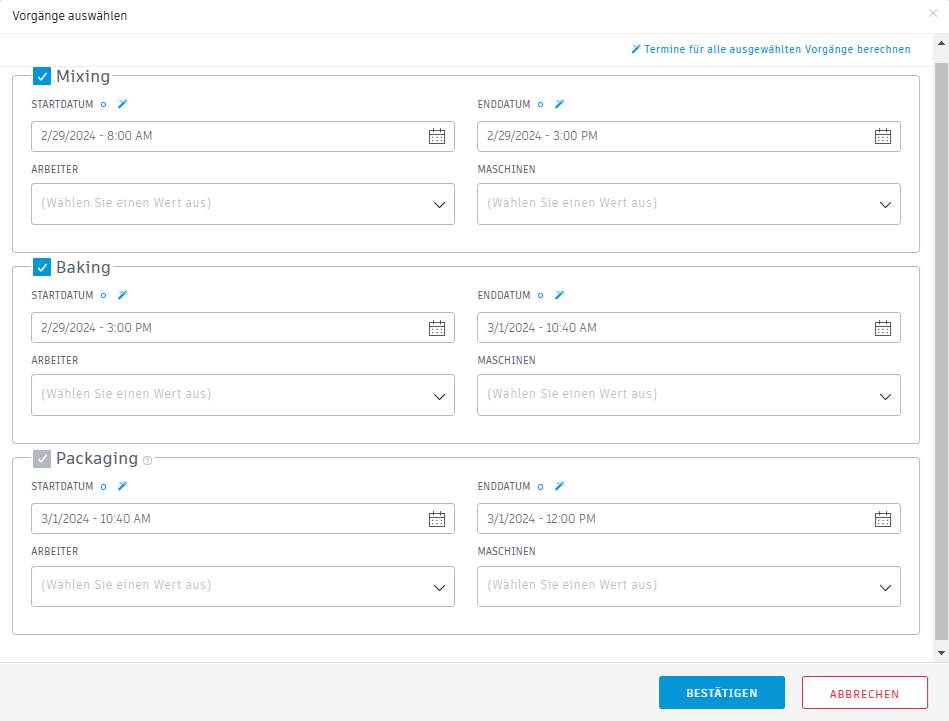 Vorgänge auswählen
Termine für alle ausgewählten Vorgänge berechnen
Mixing
STARTDATUM ENDDATUM
2/29/2024 - 8:00 AM 2/29/2024 - 3:00 PM
ARBEITER MASCHINEN
(Wählen Sie einen Wert aus) (Wählen Sie einen Wert aus)
Baking
STARTDATUM ENDDATUM
2/29/2024 - 3:00 PM 3/1/2024 - 10:40 AM
ARBEITER MASCHINEN
(Wählen Sie einen Wert aus) (Wählen Sie einen Wert aus)
Packaging
STARTDATUM ENDDATUM
3/1/2024 - 10:40 AM 3/1/2024 - 12:00 PM
ARBEITER MASCHINEN
(Wählen Sie einen Wert aus) (Wählen Sie einen Wert aus)
BESTÄTIGEN ABBRECHEN